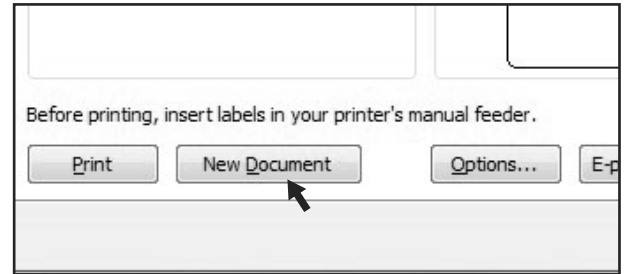 Before printing, insert labels in your printer's manual feeder.
Print New Document Options... E-p